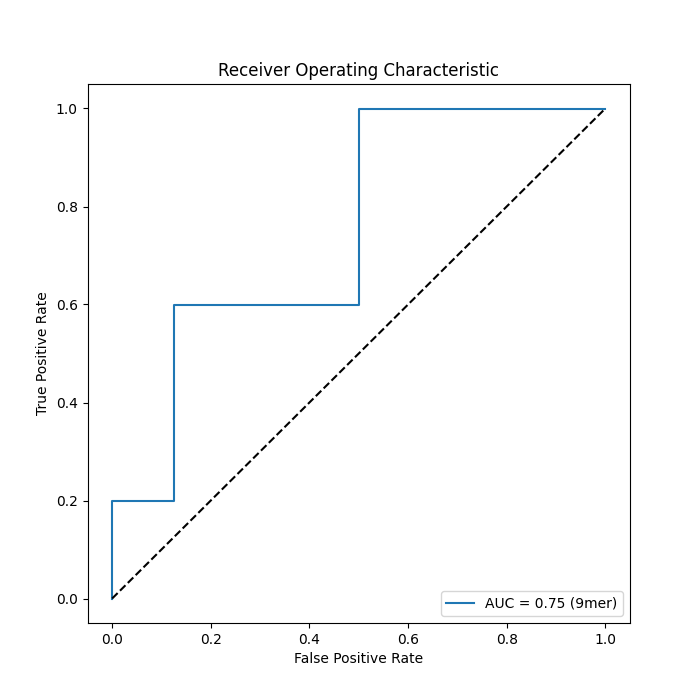 Receiver Operating Characteristic
True Positive Rate
1.0
0.8
0.6
0.4
0.2
0.0
AUC = 0.75 (9mer)
0.0 0.2 0.4 0.6 0.8 1.0
False Positive Rate